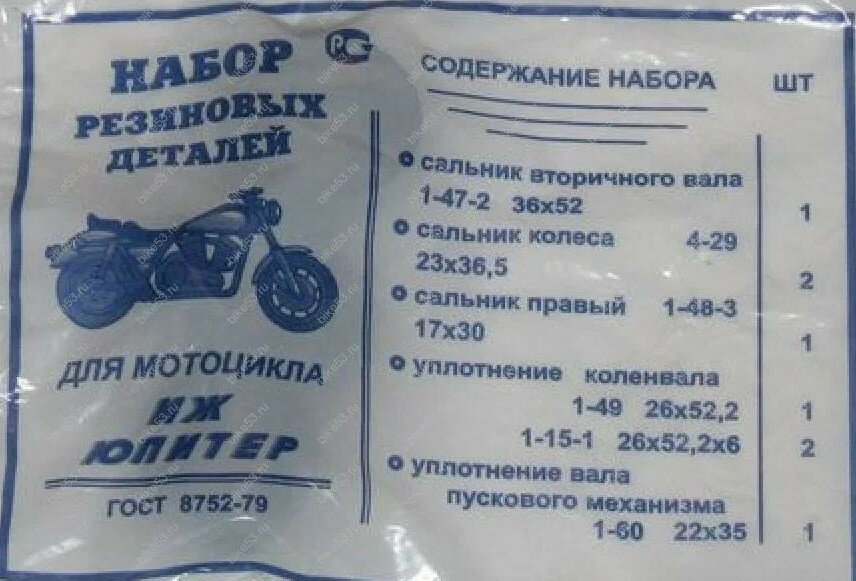 НАБОР
РЕЗИНОВЫХ
ДЕТАЛЕЙ
ДЛЯ МОТОЦИКЛА
ИЖ
ЮПИТЕР
ГОСТ 8752-79
СОДЕРЖАНИЕ НАБОРА ШТ
сальник вторичного вала
1-47-2 36х52 1
сальник колеса 4-29
23х36,5 2
сальник правый 1-48-3
17х30 1
уплотнение коленвала
1-49 26х52,2 1
1-15-1 26х52,2х6 2
уплотнение вала
пускового механизма
1-60 22х35 1
bike53.ru